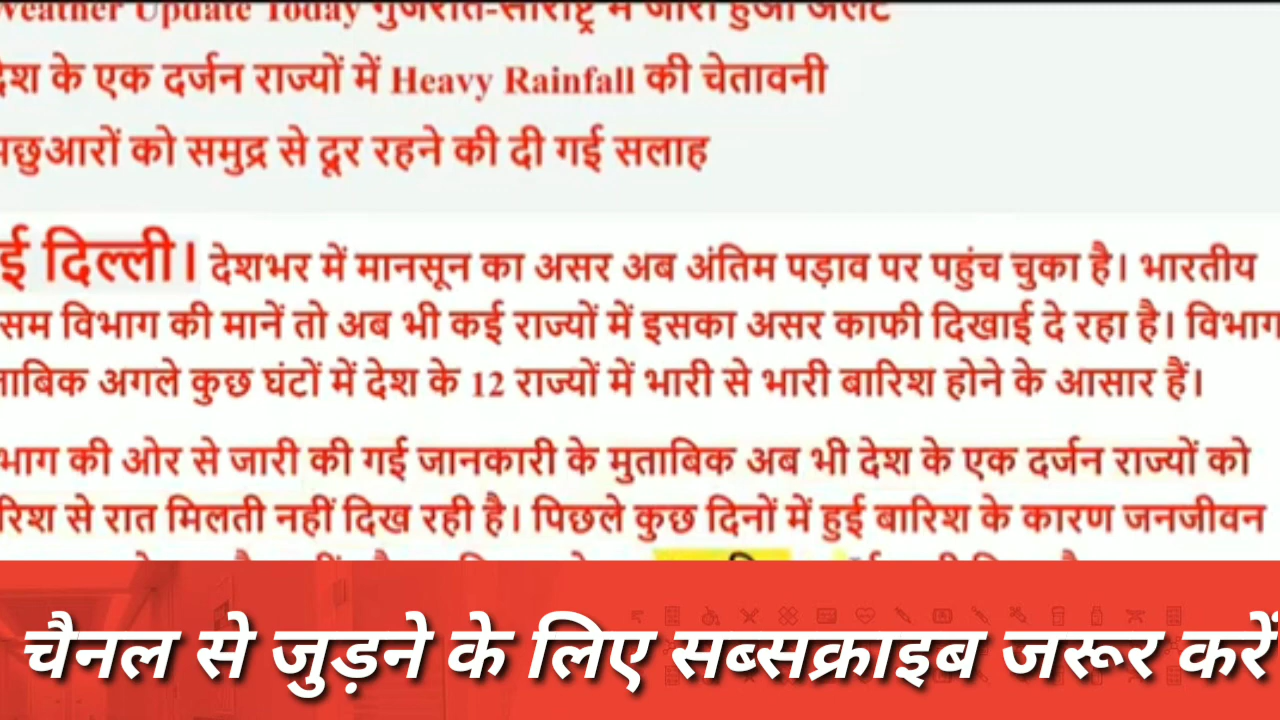 Weather Update Today गुजरात-सौराष्ट्र में जारी हुआ अलर्ट
देश के एक दर्जन राज्यों में Heavy Rainfall की चेतावनी
मछुआरों को समुद्र से दूर रहने की दी गई सलाह
ई दिल्ली। देशभर में मानसून का असर अब अंतिम पड़ाव पर पहुंच चुका है। भारतीय
सम विभाग की मानें तो अब भी कई राज्यों में इसका असर काफी दिखाई दे रहा है। विभाग
ताबिक अगले कुछ घंटों में देश के 12 राज्यों में भारी से भारी बारिश होने के आसार हैं।
भाग की ओर से जारी की गई जानकारी के मुताबिक अब भी देश के एक दर्जन राज्यों को
रिश से रात मिलती नहीं दिख रही है। पिछले कुछ दिनों में हुई बारिश के कारण जनजीवन
चैनल से जुड़ने के लिए सब्सक्राइब जरूर करें